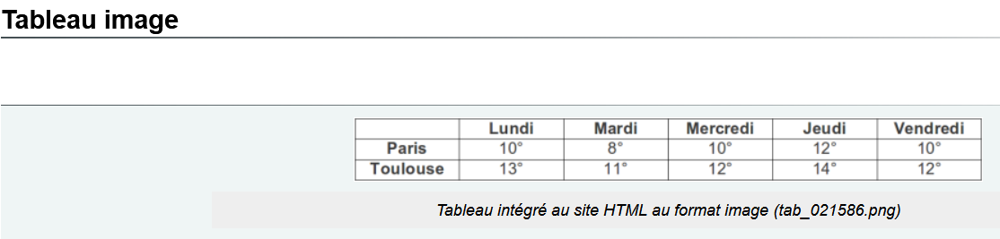 Tableau image
Lundi Mardi Mercredi Jeudi Vendredi
Paris 10° 8° 10° 12° 10°
Toulouse 13° 11° 12° 14° 12°
Tableau intégré au site HTML au format image (tab_021586.png)